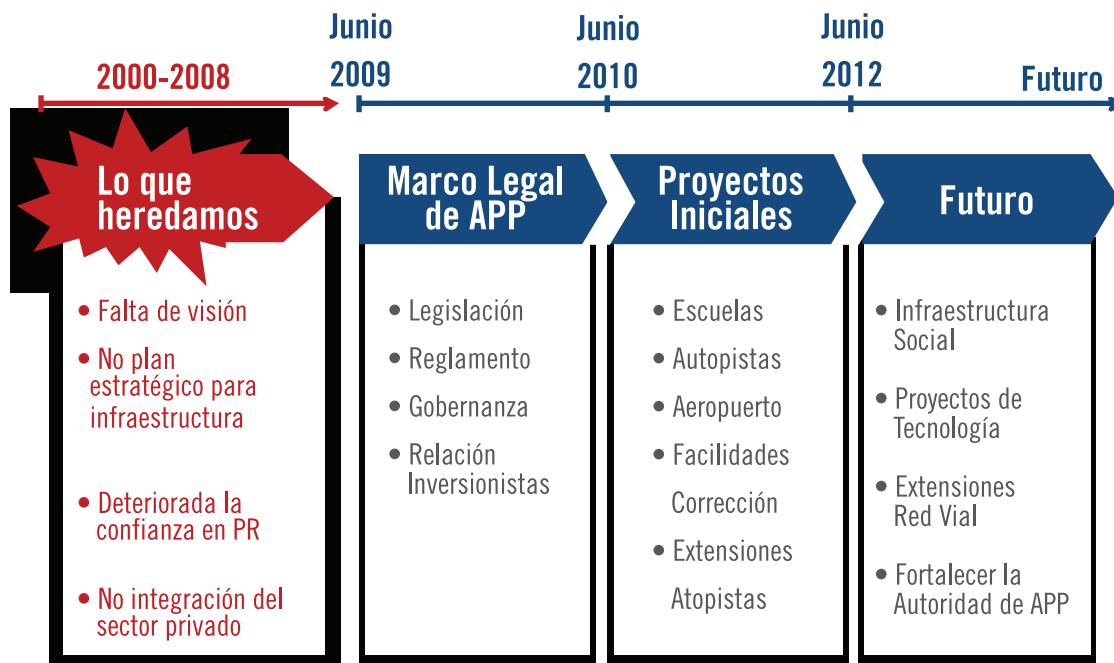 2000-2008
Junio
2009
Junio
2010
Junio
2012
Futuro
Lo que
heredamos
• Falta de visión
• No plan
estratégico para
infraestructura
• Deteriorada la
confianza en PR
• No integración del
sector privado
Marco Legal
de APP
• Legislación
• Reglamento
• Gobernanza
• Relación
Inversionistas
Proyectos
Iniciales
• Escuelas
• Autopistas
• Aeropuerto
• Facilidades
Corrección
• Extensiones
Atopistas
Futuro
• Infraestructura
Social
• Proyectos de
Tecnología
• Extensiones
Red Vial
• Fortalecer la
Autoridad de APP